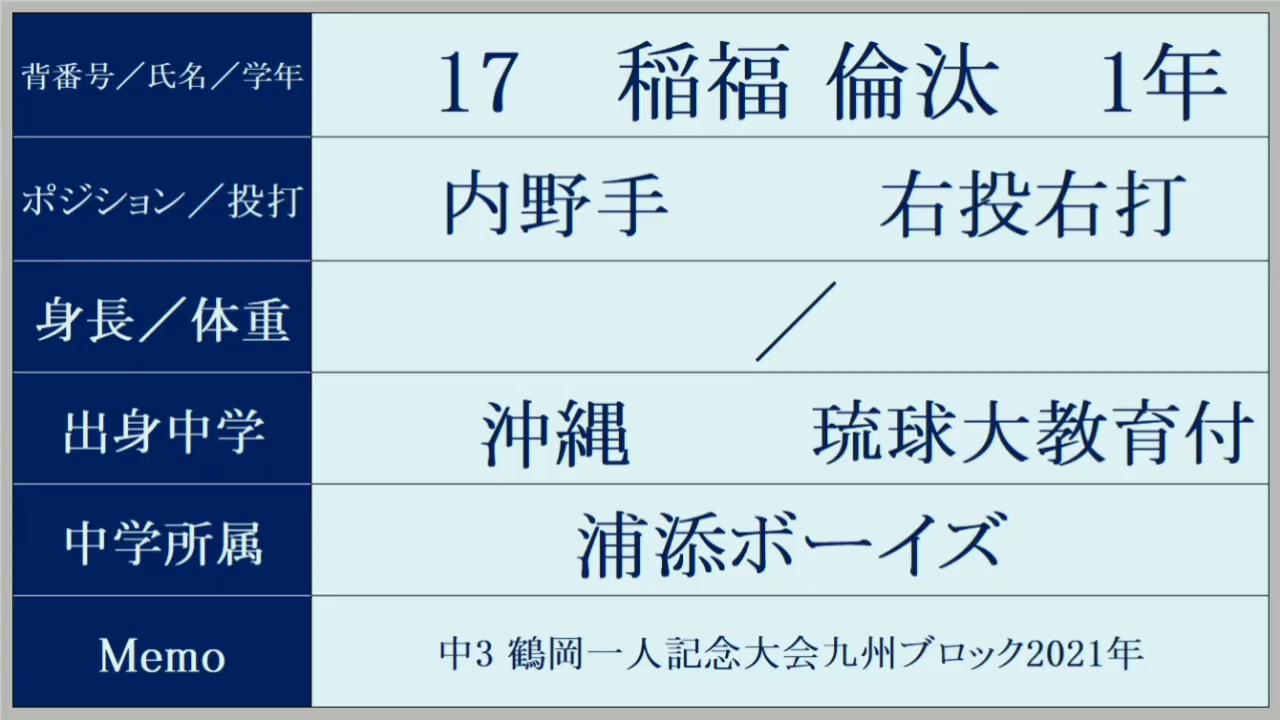 背番号／氏名／学年 17 稲福 倫汰 1年
ポジション／投打 内野手 右投右打
身長／体重 ／
出身中学 沖縄 琉球大教育付
中学所属 浦添ボーイズ
Memo 中3 鶴岡一人記念大会九州ブロック2021年